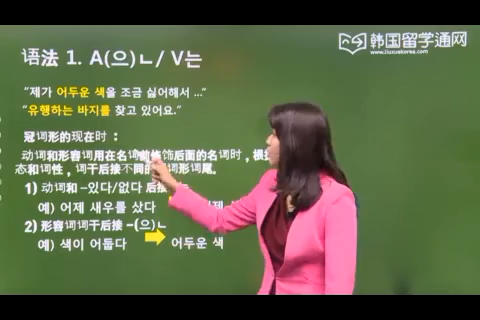 韩国留学通网
www.liuxuekorea.com
语法 1. A(으)ㄴ/ V는
“제가 어두운 색을 조금 싫어해서 ...”
“유행하는 바지를 찾고 있어요.”
冠词形的现在时：
动词和形容词用在名词前修饰后面的名词时，根
态和词性，词干后接不同的 词形词尾。
1) 动词和 –있다/없다 后接
예) 어제 새우를 샀다
2) 形容词词干后接 –(으)ㄴ
예) 색이 어둡다 어두운 색